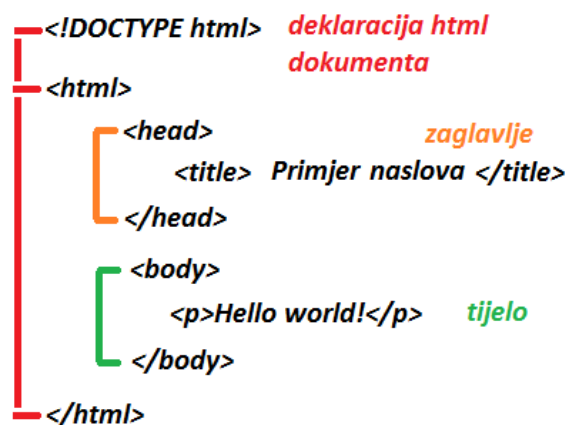 <!DOCTYPE html> deklaracija html
dokumenta
<html>
<head> zaglavlje
<title> Primjer naslova </title>
</head>
<body>
<p>Hello world!</p> tijelo
</body>
</html>